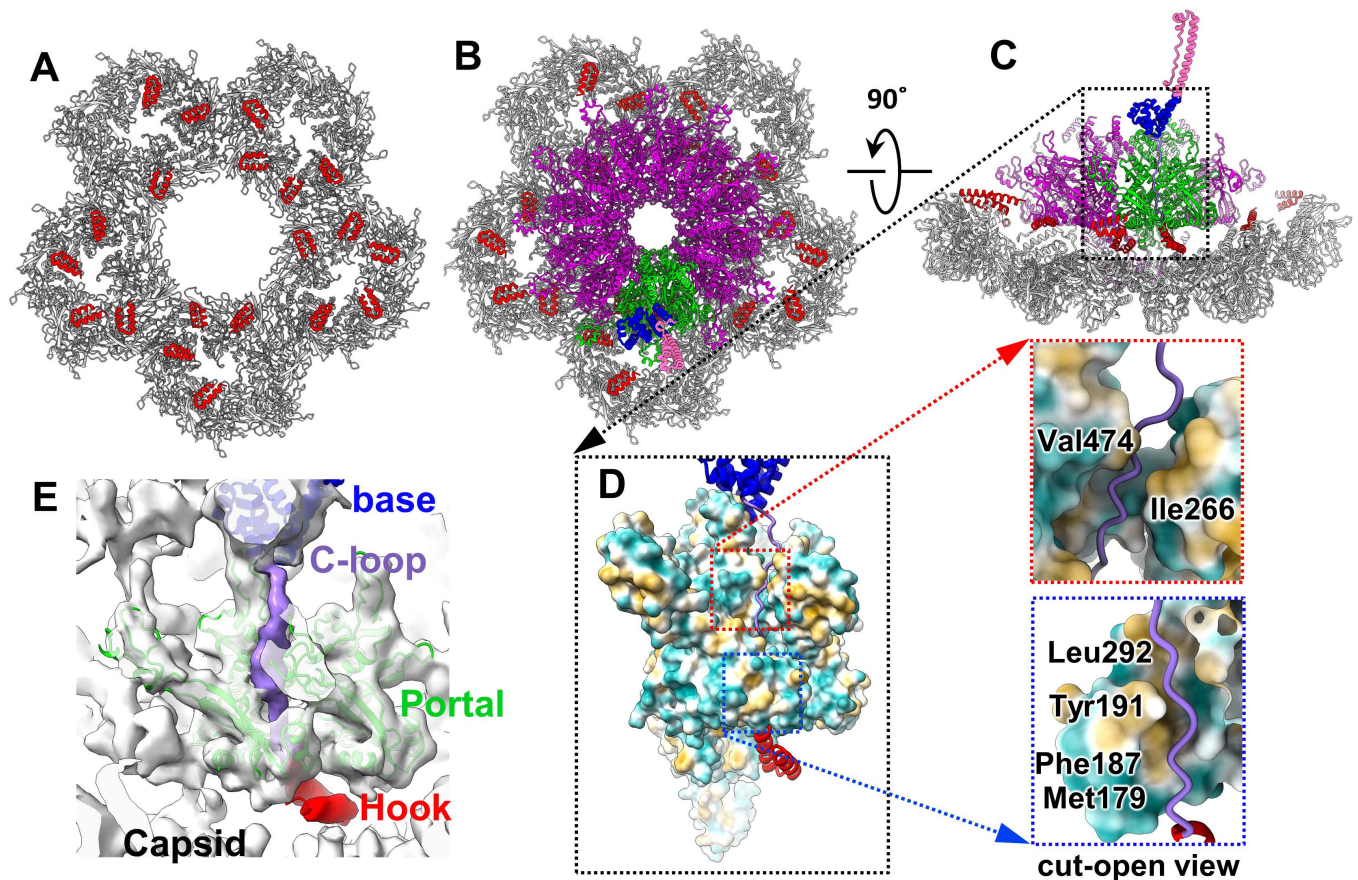 A
B
C
90°
D
Val474
Ile266
E
base
C-loop
Portal
Hook
Capsid
Leu292
Tyr191
Phe187
Met179
cut-open view